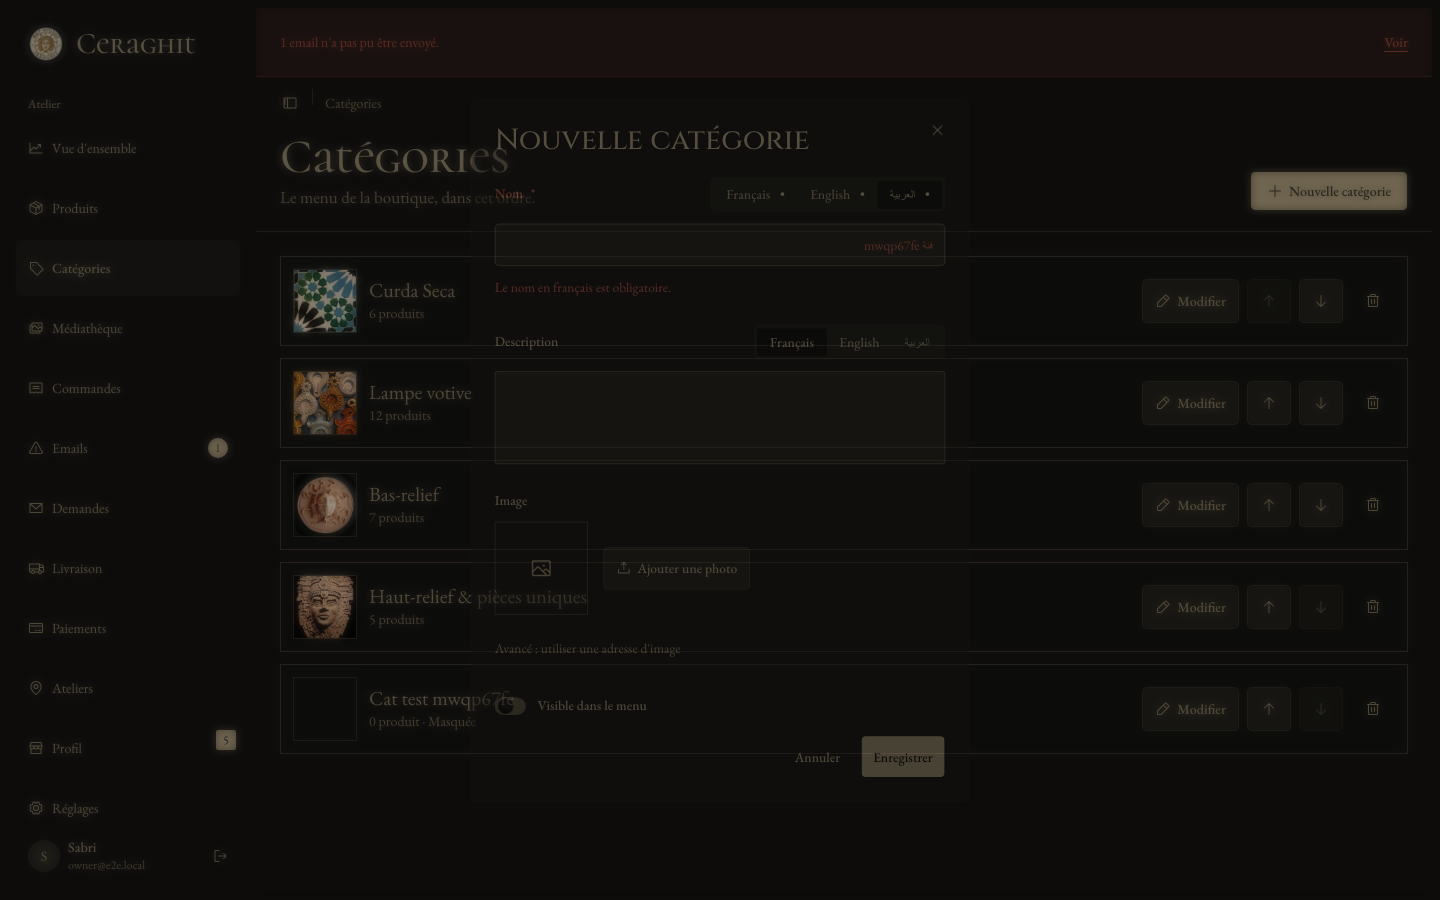 Ceraghit
Atelier
Vue d'ensemble
Produits
Catégories
Médiathèque
Commandes
Emails
1
Demandes
Livraison
Paiements
Ateliers
Profil
5
Réglages
S
Sabri
owner@e2e.local
1 email n'a pas pu être envoyé.
Voir
Catégories
Catégories
Le menu de la boutique, dans cet ordre.
Nouvelle catégorie
Curda Seca
6 produits
Modifier
Lampe votive
12 produits
Modifier
Bas-relief
7 produits
Modifier
Haut-relief & pièces uniques
5 produits
Modifier
Cat test mwqp67fe
0 produit · Masquée
Modifier
Nouvelle catégorie
Nom *
Français •
English •
العربية •
فئة mwqp67fe
Le nom en français est obligatoire.
Description
Français
English
العربية
Image
Ajouter une photo
Avancé : utiliser une adresse d'image
Visible dans le menu
Annuler
Enregistrer